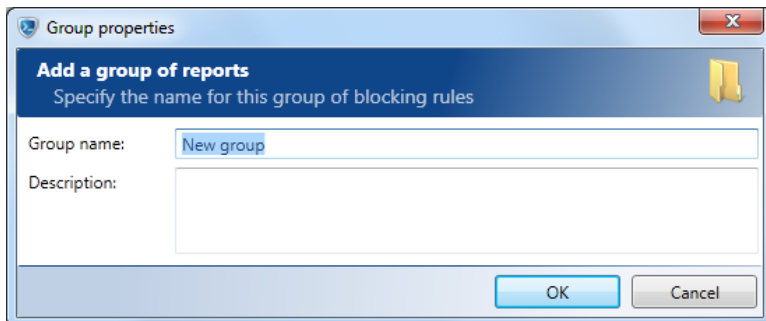 Group properties
Add a group of reports
Specify the name for this group of blocking rules
Group name: New group
Description:
OK Cancel